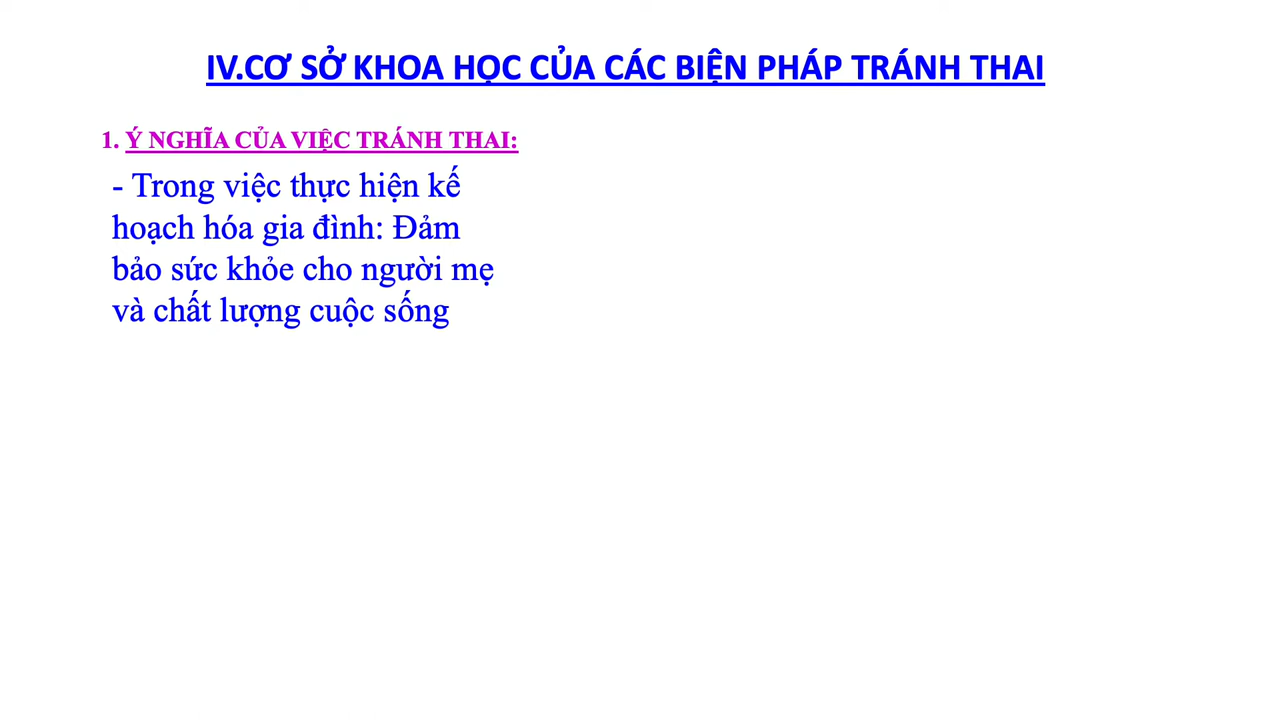 IV.CƠ SỞ KHOA HỌC CỦA CÁC BIỆN PHÁP TRÁNH THAI
1. Ý NGHĨA CỦA VIỆC TRÁNH THAI:
- Trong việc thực hiện kế
hoạch hóa gia đình: Đảm
bảo sức khỏe cho người mẹ
và chất lượng cuộc sống